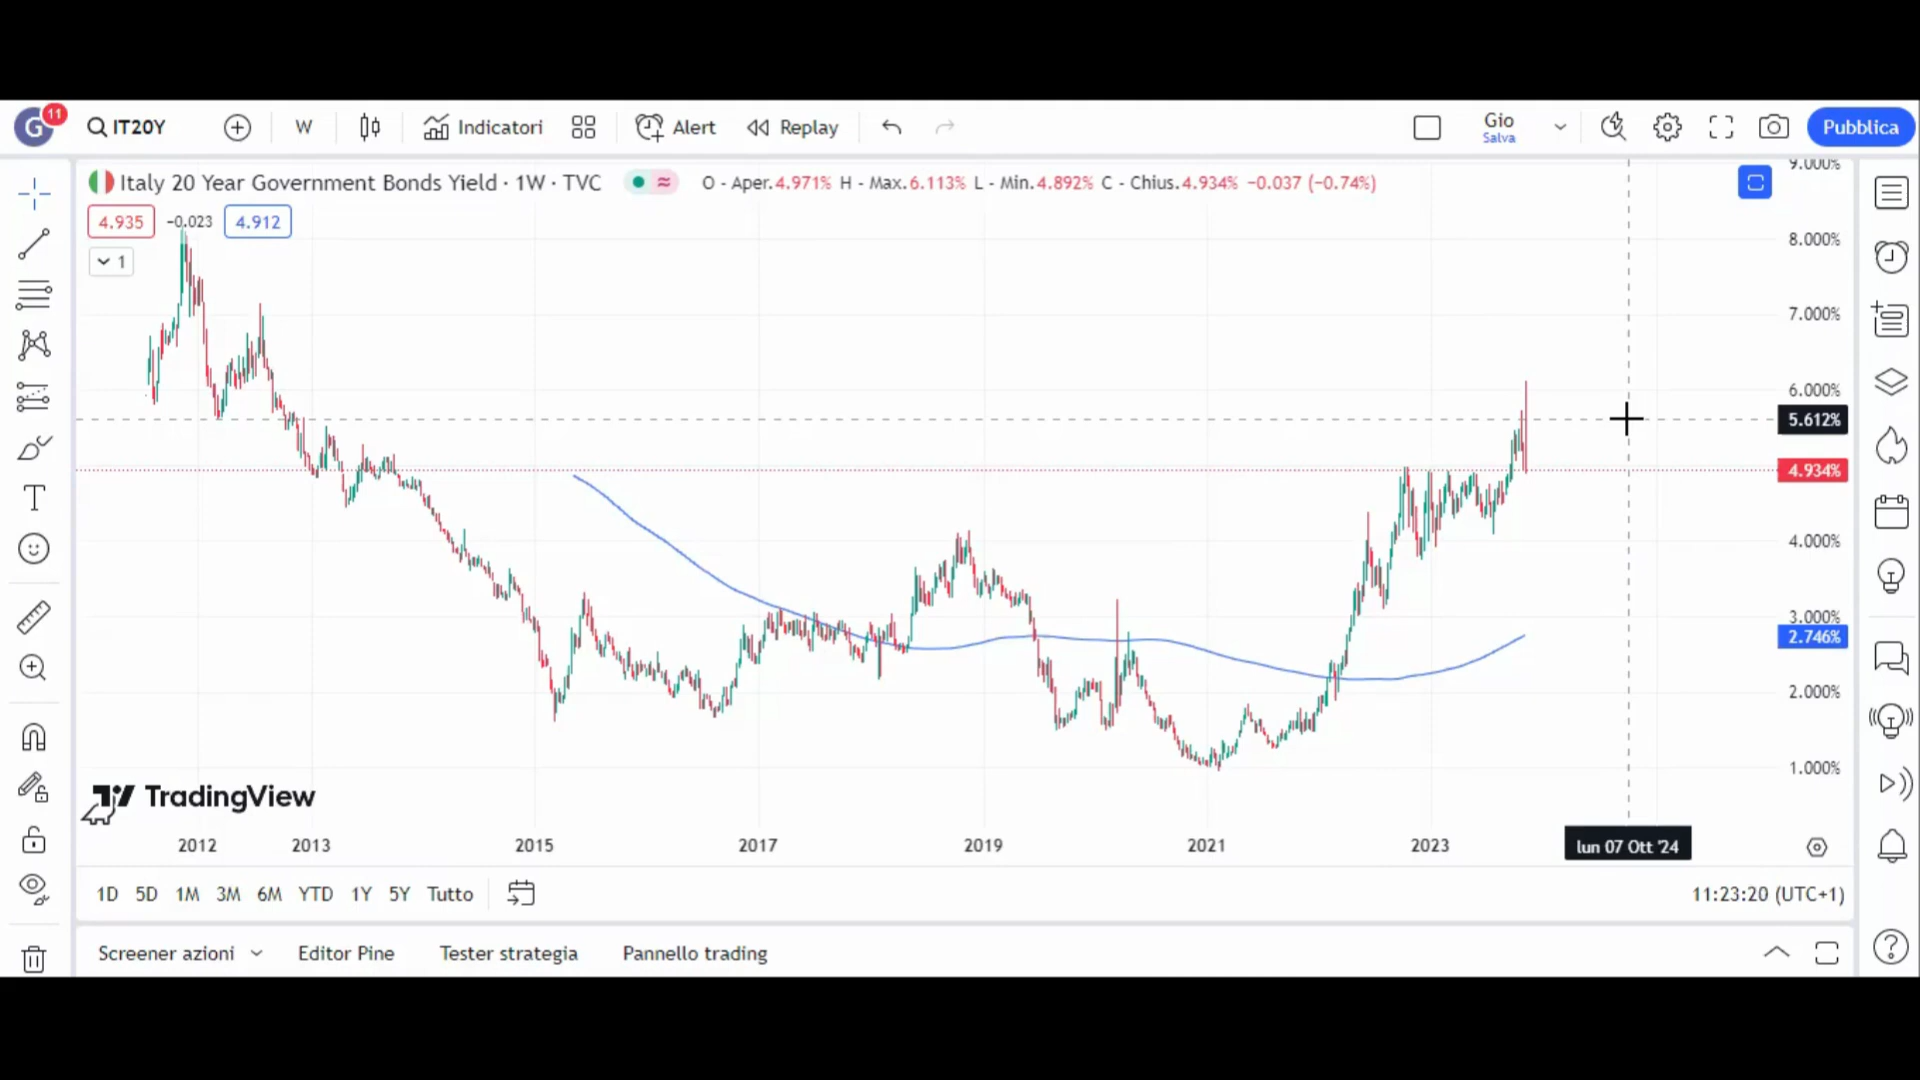 G 11 IT20Y W Indicatori Alert Replay Gio Salva Pubblica
Italy 20 Year Government Bonds Yield · 1W · TVC O - Aper.4.971% H - Max.6.113% L - Min.4.892% C - Chius.4.934% −0.037 (−0.74%)
4.935 −0.023 4.912
1
9.000%
8.000%
7.000%
6.000%
5.612%
4.934%
4.000%
3.000%
2.746%
2.000%
1.000%
TradingView
2012 2013 2015 2017 2019 2021 2023 lun 07 Ott '24
1D 5D 1M 3M 6M YTD 1Y 5Y Tutto 11:23:20 (UTC+1)
Screener azioni Editor Pine Tester strategia Pannello trading